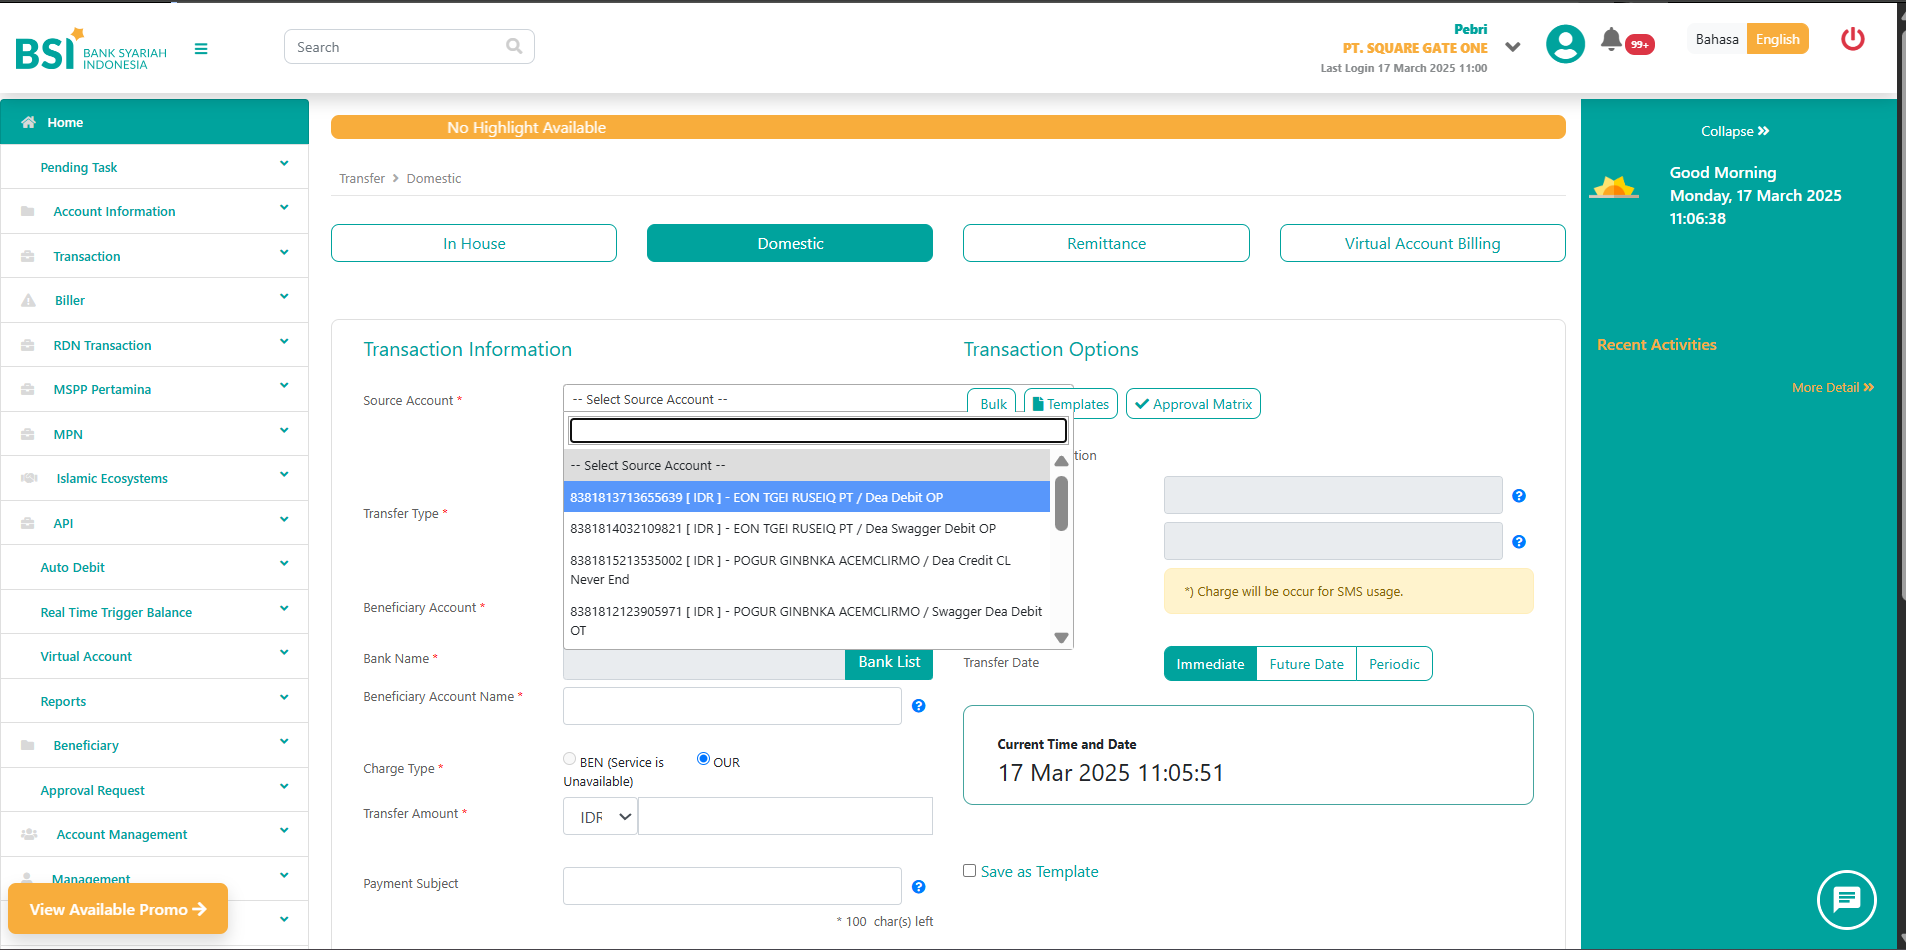 BSI BANK SYARIAH INDONESIA
Search
Pebri
PT. SQUARE GATE ONE
Last Login 17 March 2025 11:00
99+
Bahasa
English
Home
Pending Task
Account Information
Transaction
Biller
RDN Transaction
MSPP Pertamina
MPN
Islamic Ecosystems
API
Auto Debit
Real Time Trigger Balance
Virtual Account
Reports
Beneficiary
Approval Request
Account Management
Management
View Available Promo
No Highlight Available
Transfer > Domestic
In House
Domestic
Remittance
Virtual Account Billing
Transaction Information
Source Account *
-- Select Source Account --
-- Select Source Account --
8381813713655639 [ IDR ] - EON TGEI RUSEIQ PT / Dea Debit OP
8381814032109821 [ IDR ] - EON TGEI RUSEIQ PT / Dea Swagger Debit OP
8381815213535002 [ IDR ] - POGUR GINBNKA ACEMCLIRMO / Dea Credit CL
Never End
8381812123905971 [ IDR ] - POGUR GINBNKA ACEMCLIRMO / Swagger Dea Debit
OT
Transfer Type *
Beneficiary Account *
Bank Name *
Bank List
Beneficiary Account Name *
Charge Type *
BEN (Service is
Unavailable)
OUR
Transfer Amount *
IDR
Payment Subject
* 100 char(s) left
Transaction Options
Bulk
Templates
Approval Matrix
tion
*) Charge will be occur for SMS usage.
Transfer Date
Immediate
Future Date
Periodic
Current Time and Date
17 Mar 2025 11:05:51
Save as Template
Collapse
Good Morning
Monday, 17 March 2025
11:06:38
Recent Activities
More Detail